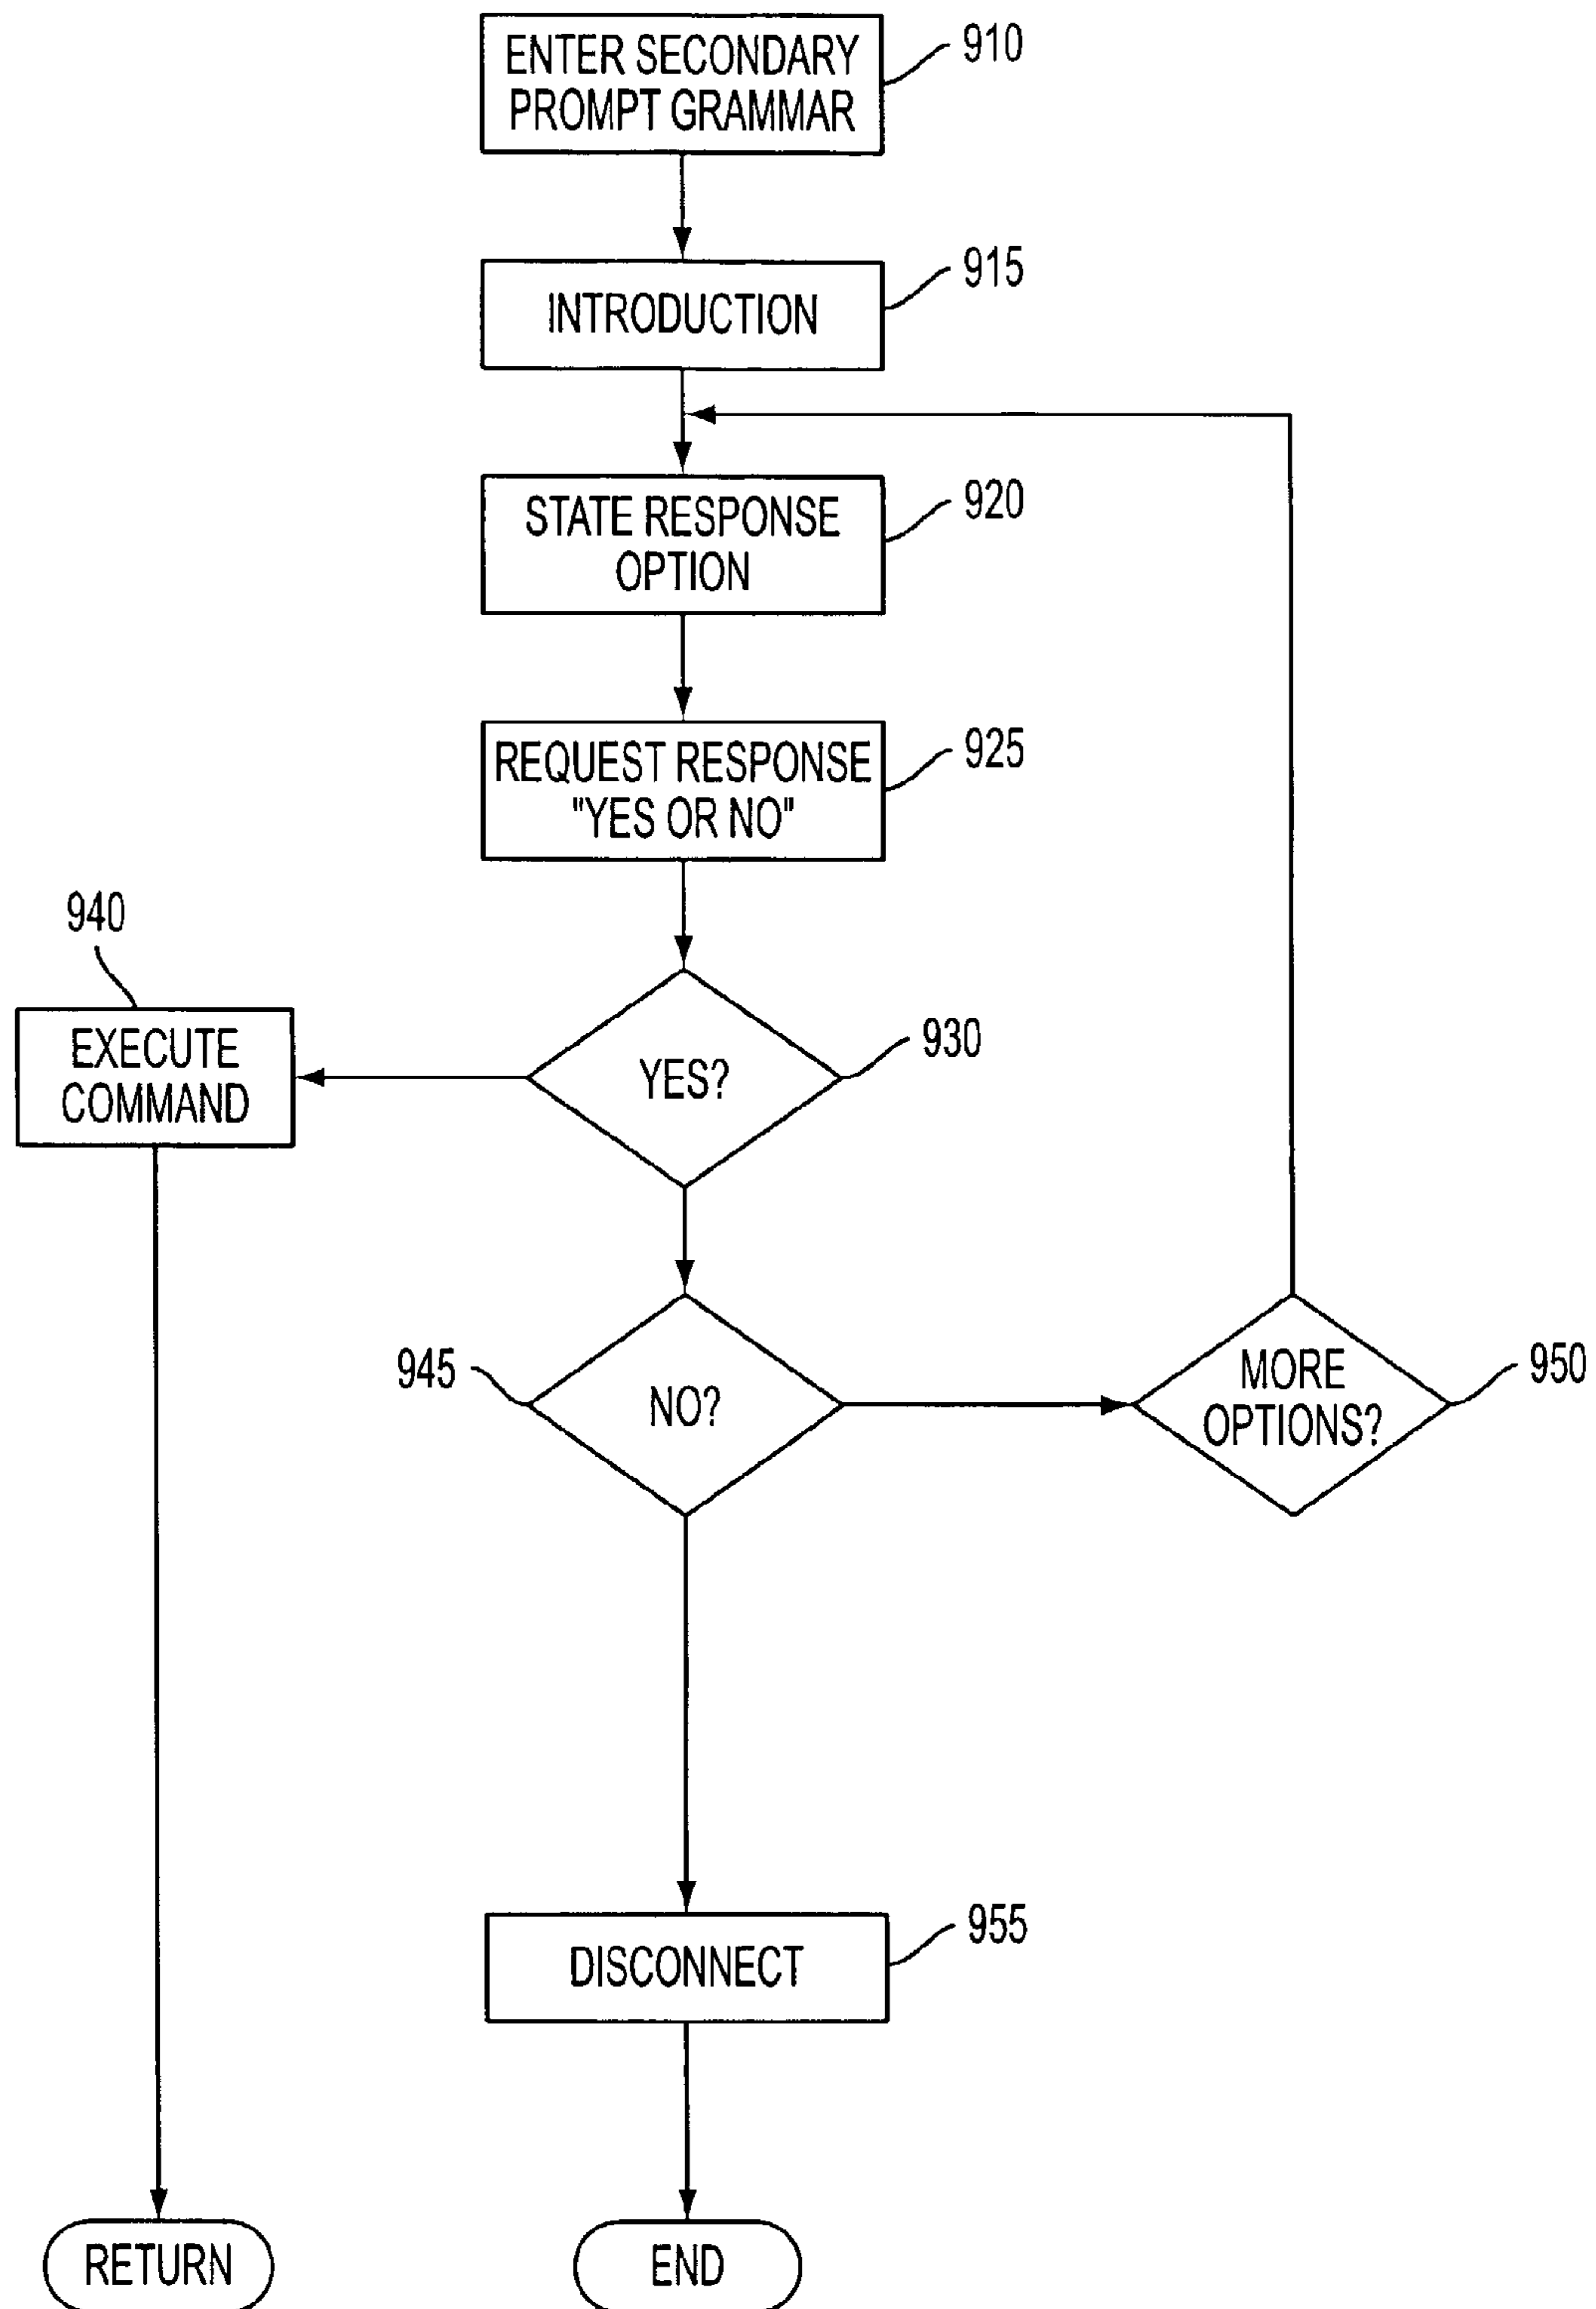 ENTER SECONDARY
PROMPT GRAMMAR
910
INTRODUCTION
915
STATE RESPONSE
OPTION
920
REQUEST RESPONSE
"YES OR NO"
925
940
EXECUTE
COMMAND
YES?
930
945
NO?
MORE
OPTIONS?
950
DISCONNECT
955
RETURN
END